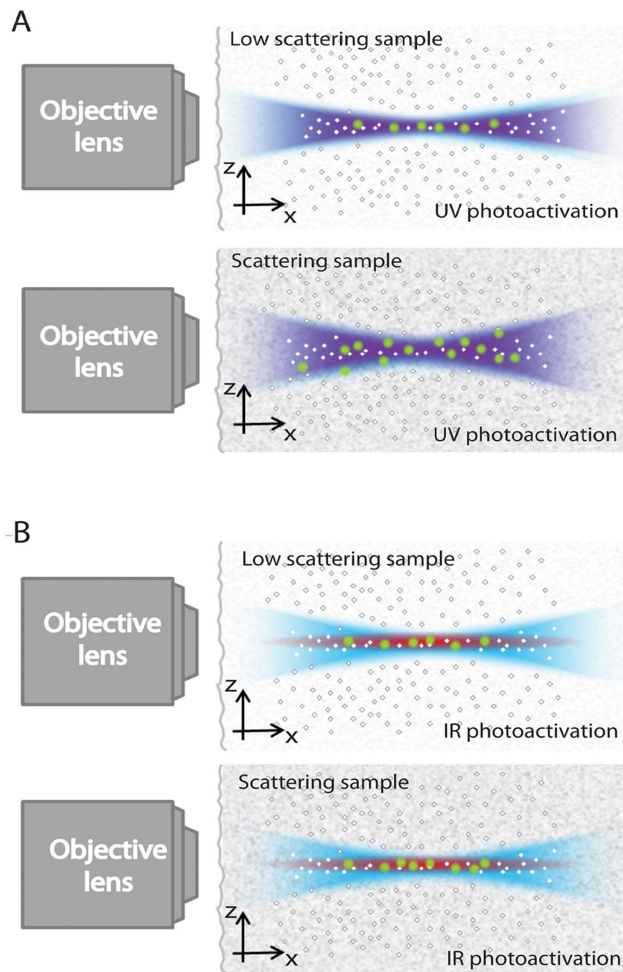 A
Low scattering sample
Objective
lens
z
x
UV photoactivation
Scattering sample
Objective
lens
z
x
UV photoactivation
B
Low scattering sample
Objective
lens
z
x
IR photoactivation
Scattering sample
Objective
lens
z
x
IR photoactivation